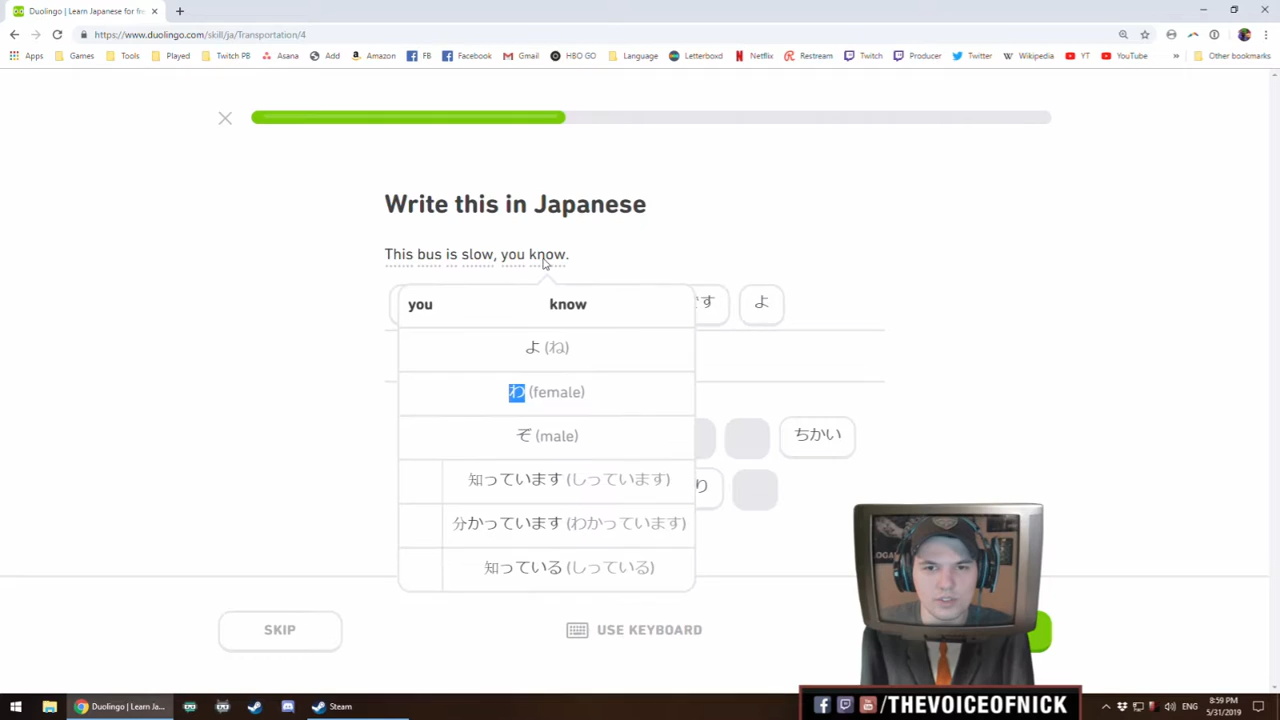 Duolingo | Learn Japanese for fre
https://www.duolingo.com/skill/ja/Transportation/4
Apps Games Tools Played Twitch PB Asana Add Amazon FB Facebook Gmail HBO GO Language Letterboxd Netflix Restream Twitch Producer Twitter Wikipedia YT YouTube » Other bookmarks
Write this in Japanese
This bus is slow, you know.
you know
す よ
よ (ね)
わ (female)
ぞ (male)
ちかい
知っています (しっています)
り
分かっています (わかっています)
知っている (しっている)
SKIP
USE KEYBOARD
/THEVOICEOFNICK
Duolingo | Learn Ja...
Steam
ENG
8:59 PM
5/31/2019